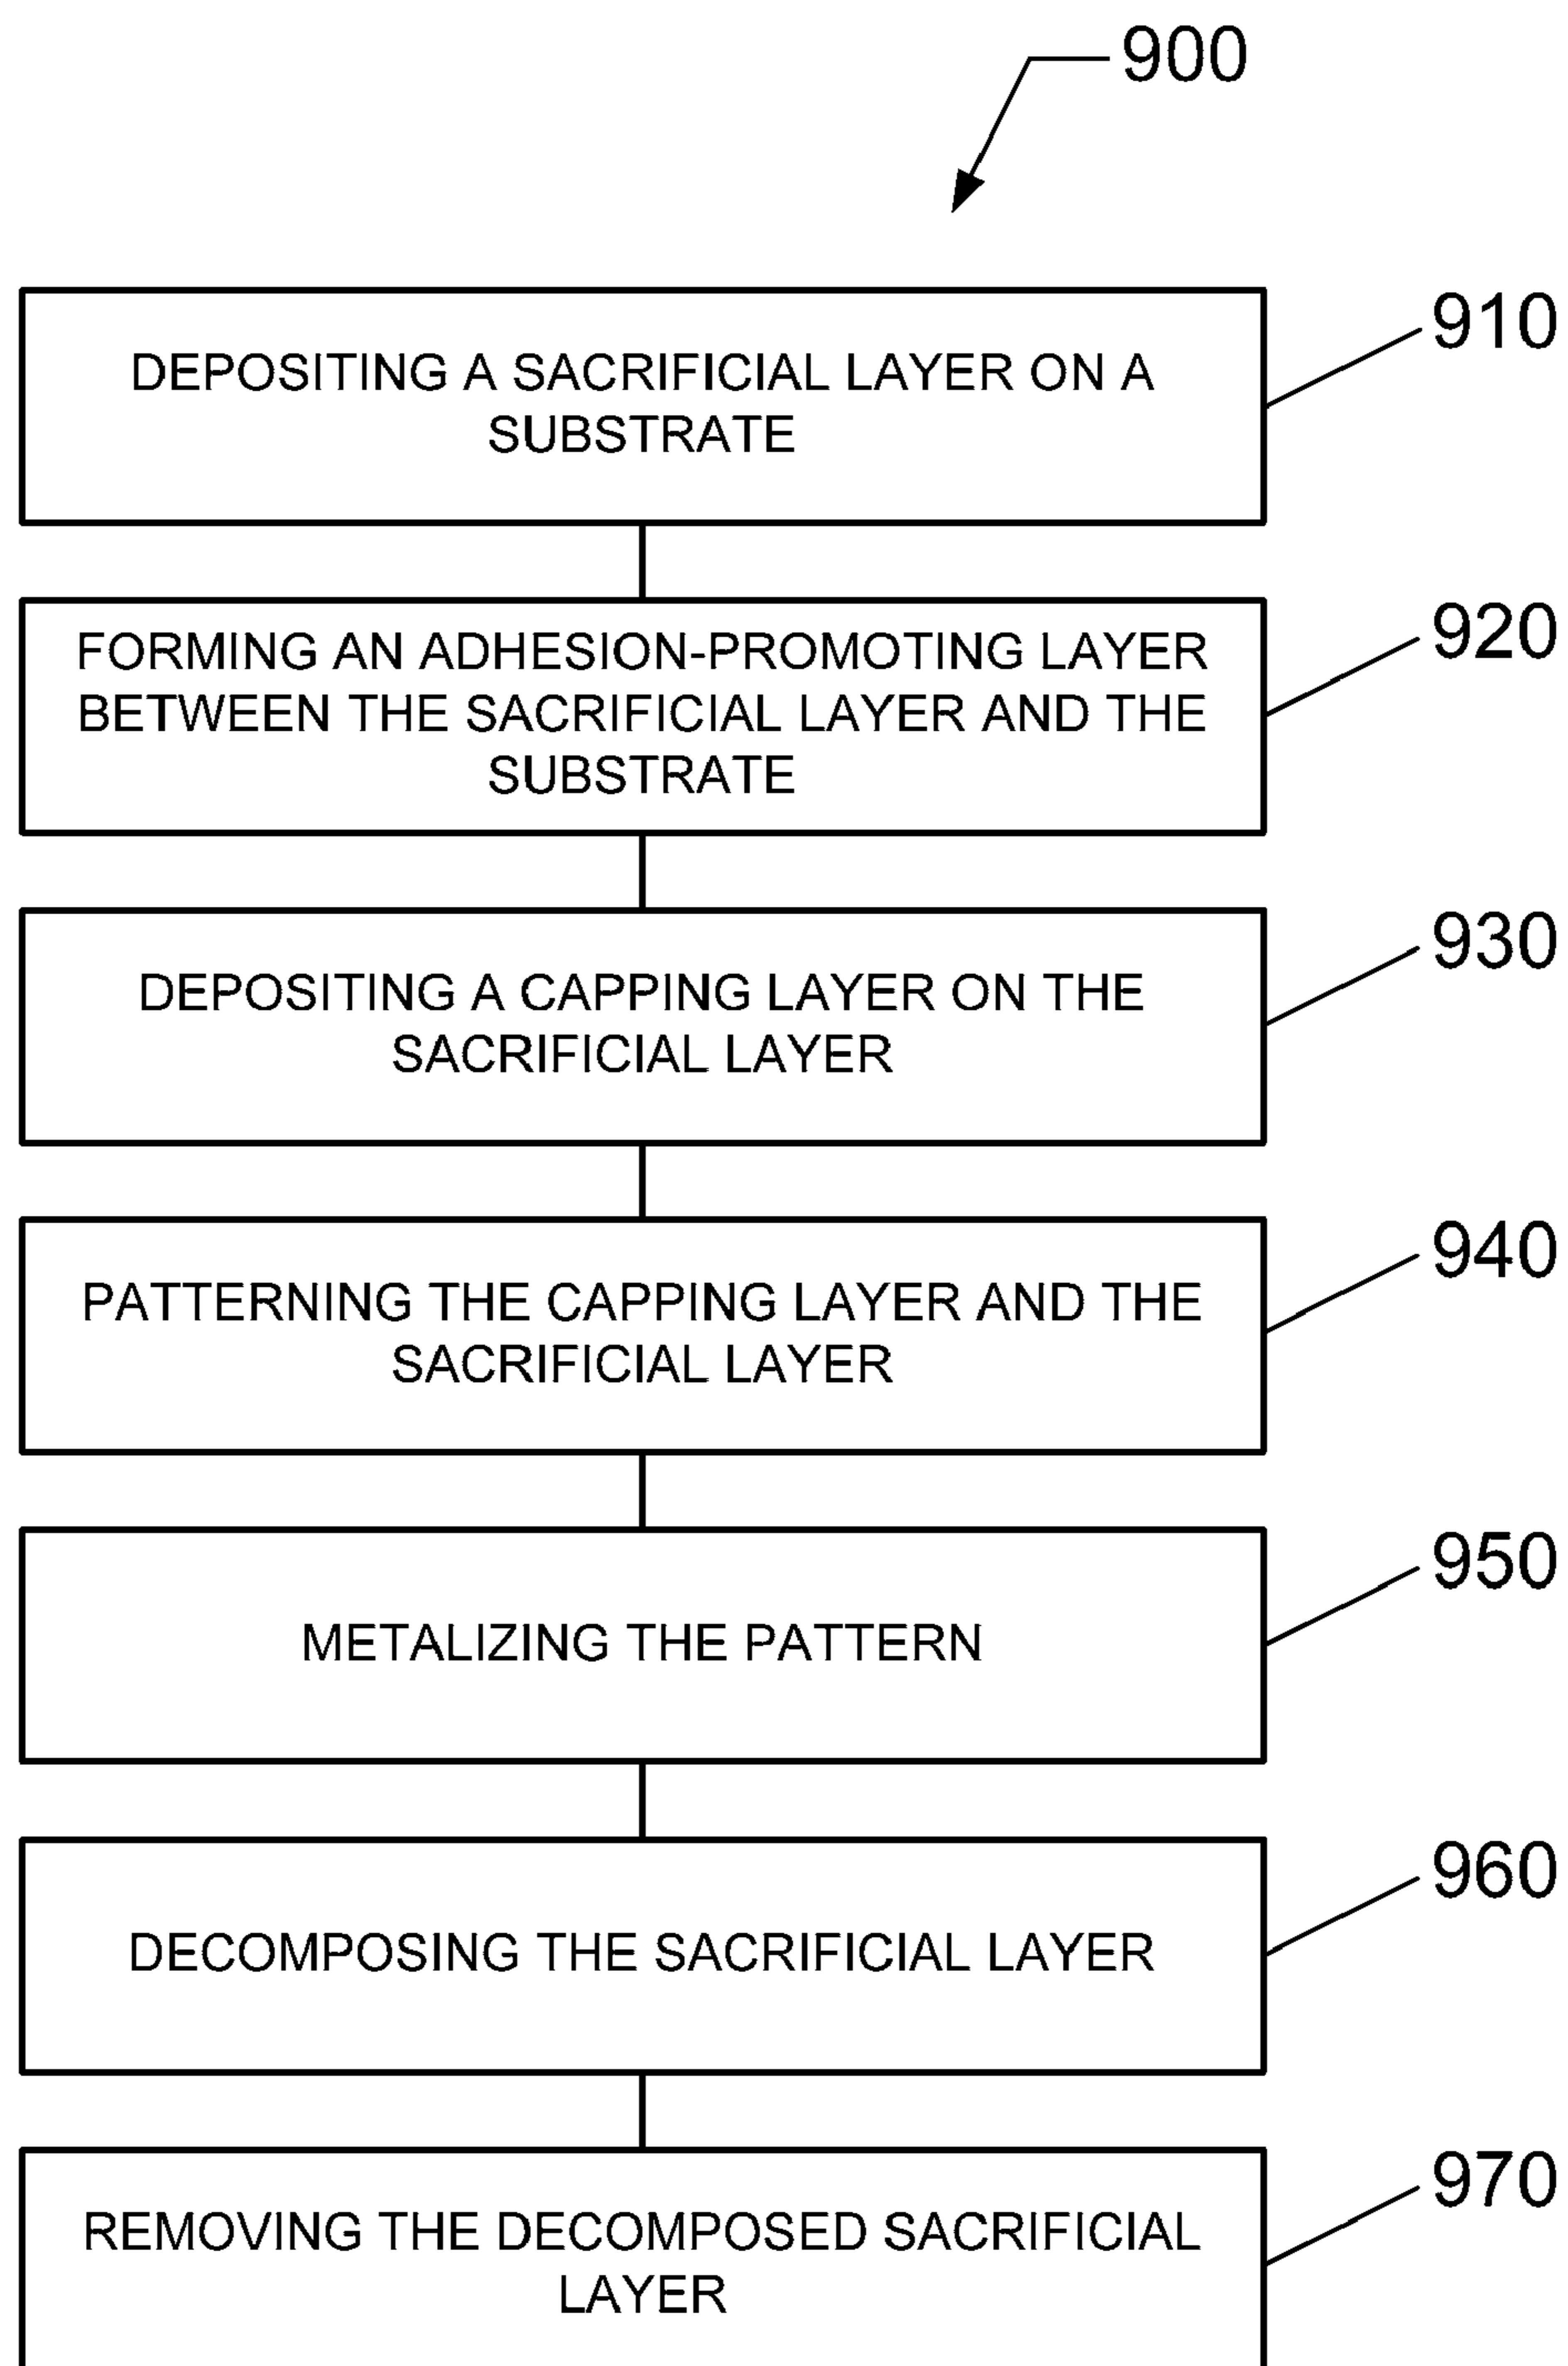 900
DEPOSITING A SACRIFICIAL LAYER ON A
SUBSTRATE
910
FORMING AN ADHESION-PROMOTING LAYER
BETWEEN THE SACRIFICIAL LAYER AND THE
SUBSTRATE
920
DEPOSITING A CAPPING LAYER ON THE
SACRIFICIAL LAYER
930
PATTERNING THE CAPPING LAYER AND THE
SACRIFICIAL LAYER
940
METALIZING THE PATTERN
950
DECOMPOSING THE SACRIFICIAL LAYER
960
REMOVING THE DECOMPOSED SACRIFICIAL
LAYER
970